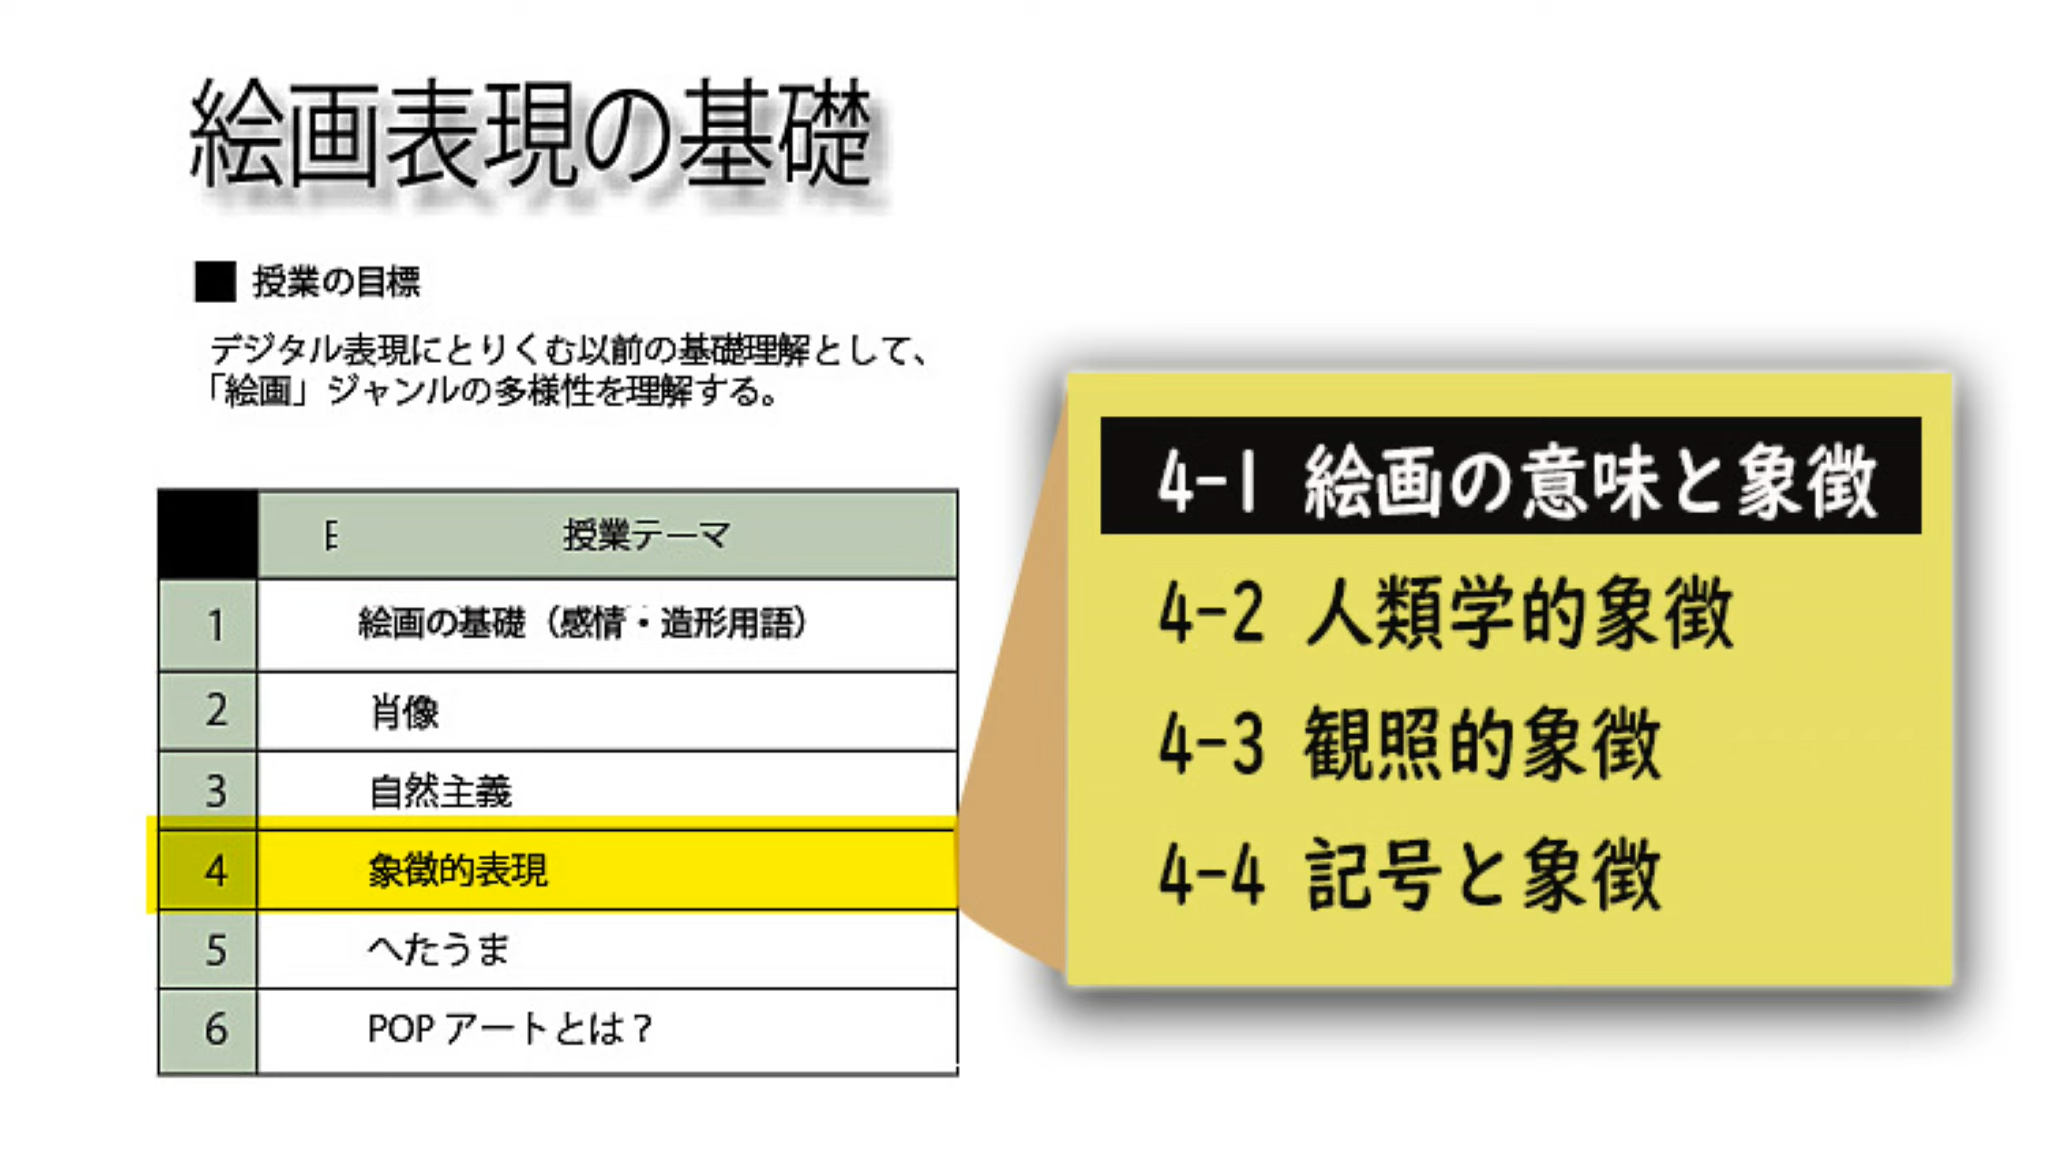 絵画表現の基礎
■ 授業の目標
デジタル表現にとりくむ以前の基礎理解として、
「絵画」ジャンルの多様性を理解する。
授業テーマ
1 絵画の基礎（感情・造形用語）
2 肖像
3 自然主義
4 象徴的表現
5 へたうま
6 POP アートとは？
4-1 絵画の意味と象徴
4-2 人類学的象徴
4-3 観照的象徴
4-4 記号と象徴